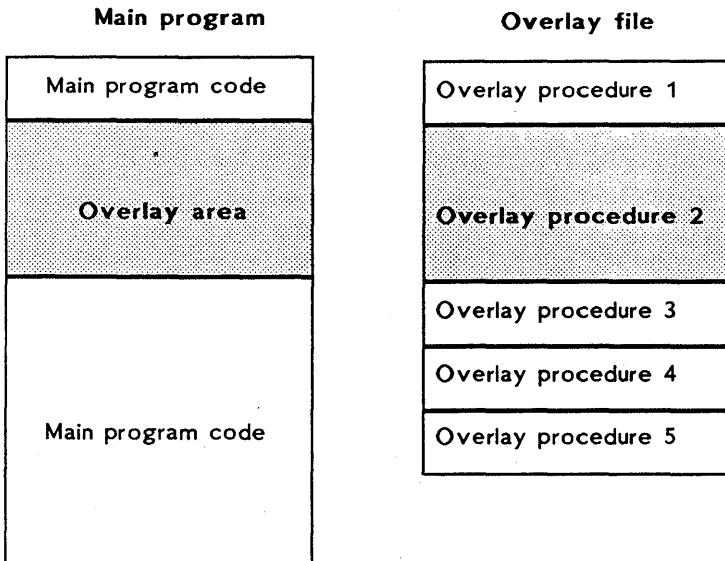 Main program
Main program code
Overlay area
Main program code
Overlay file
Overlay procedure 1
Overlay procedure 2
Overlay procedure 3
Overlay procedure 4
Overlay procedure 5